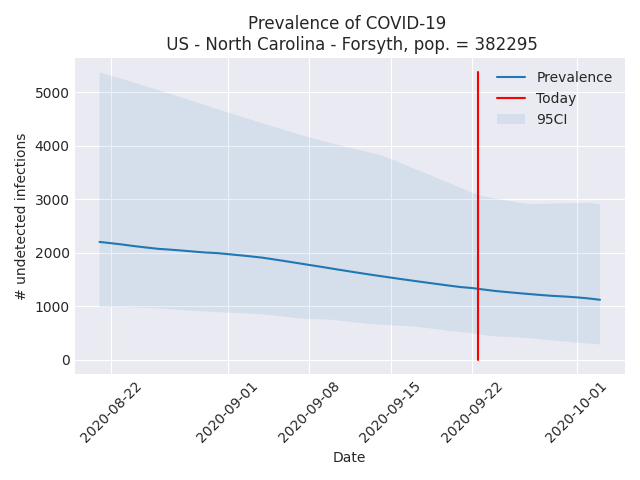 Prevalence of COVID-19
US - North Carolina - Forsyth, pop. = 382295
Prevalence
Today
95CI
5000
4000
3000
2000
1000
0
# undetected infections
2020-08-22
2020-09-01
2020-09-08
2020-09-15
2020-09-22
2020-10-01
Date